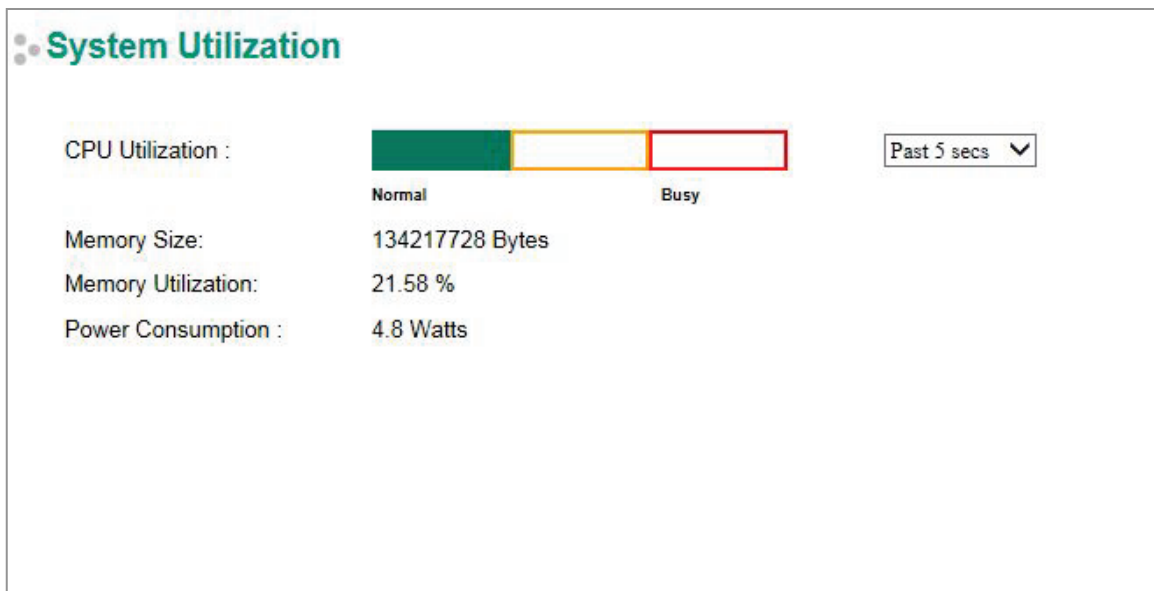 System Utilization
CPU Utilization :
Past 5 secs
Normal Busy
Memory Size: 134217728 Bytes
Memory Utilization: 21.58 %
Power Consumption : 4.8 Watts